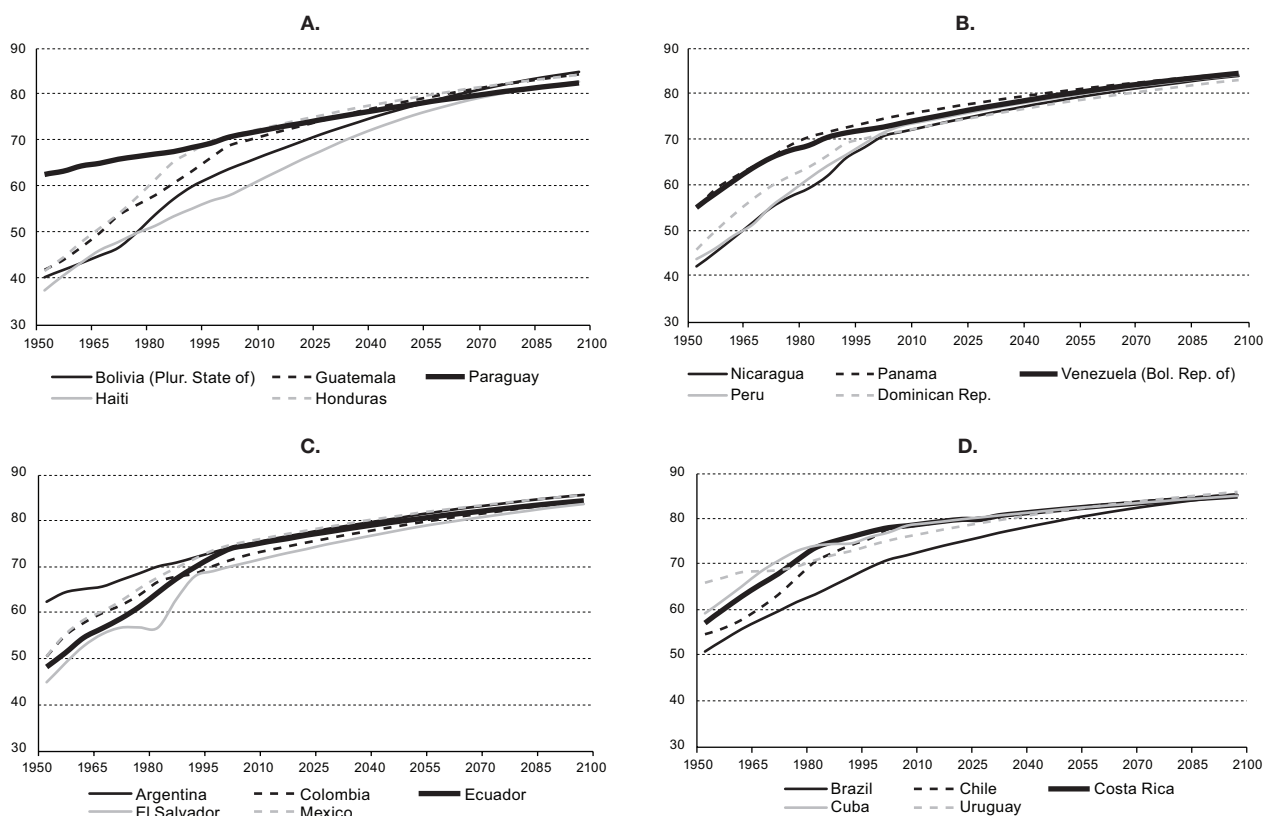 A.
90
80
70
60
50
40
30
1950 1965 1980 1995 2010 2025 2040 2055 2070 2085 2100
Bolivia (Plur. State of) Guatemala Paraguay
Haiti Honduras
B.
90
80
70
60
50
40
30
1950 1965 1980 1995 2010 2025 2040 2055 2070 2085 2100
Nicaragua Panama Venezuela (Bol. Rep. of)
Peru Dominican Rep.
C.
90
80
70
60
50
40
30
1950 1965 1980 1995 2010 2025 2040 2055 2070 2085 2100
Argentina Colombia Ecuador
El Salvador Mexico
D.
90
80
70
60
50
40
30
1950 1965 1980 1995 2010 2025 2040 2055 2070 2085 2100
Brazil Chile Costa Rica
Cuba Uruguay